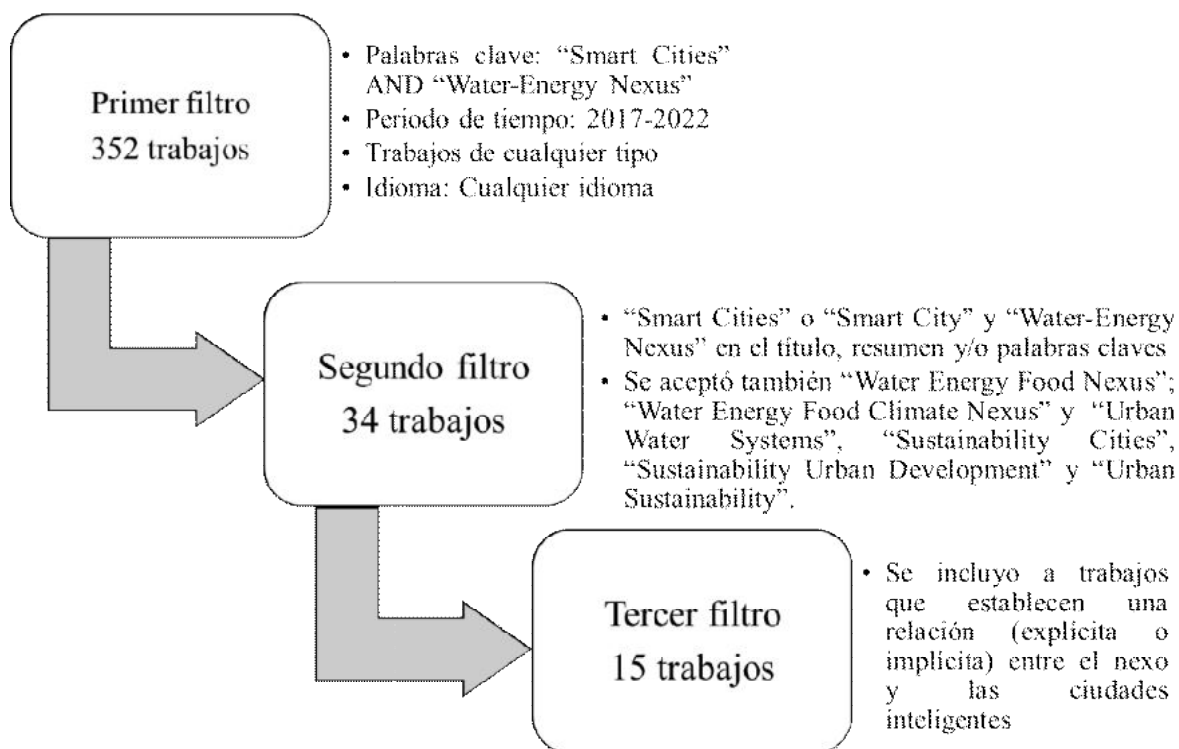 Primer filtro
352 trabajos
• Palabras clave: “Smart Cities”
AND “Water-Energy Nexus”
• Periodo de tiempo: 2017-2022
• Trabajos de cualquier tipo
• Idioma: Cualquier idioma
Segundo filtro
34 trabajos
• “Smart Cities” o “Smart City” y “Water-Energy
Nexus” en el título, resumen y/o palabras claves
• Se aceptó también “Water Energy Food Nexus”;
“Water Energy Food Climate Nexus” y “Urban
Water Systems”, “Sustainability Cities”,
“Sustainability Urban Development” y “Urban
Sustainability”.
Tercer filtro
15 trabajos
• Se incluyo a trabajos
que establecen una
relación (explícita o
implícita) entre el nexo
y las ciudades
inteligentes